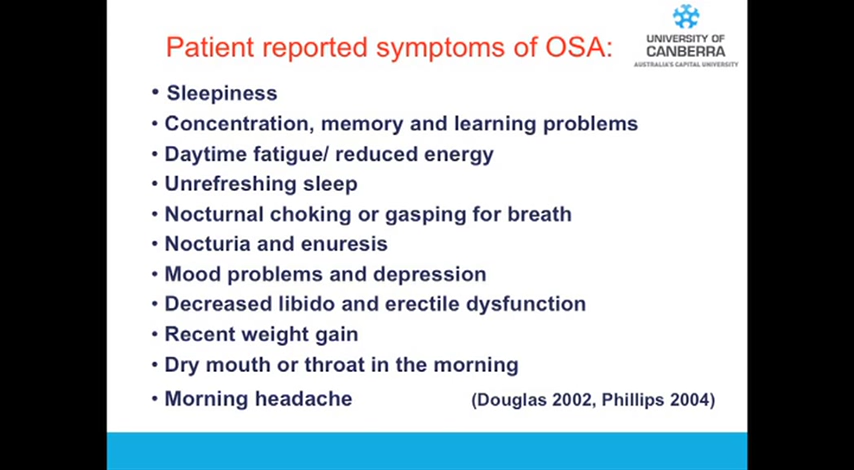 Patient reported symptoms of OSA:
UNIVERSITY OF
CANBERRA
AUSTRALIA'S CAPITAL UNIVERSITY
• Sleepiness
• Concentration, memory and learning problems
• Daytime fatigue/ reduced energy
• Unrefreshing sleep
• Nocturnal choking or gasping for breath
• Nocturia and enuresis
• Mood problems and depression
• Decreased libido and erectile dysfunction
• Recent weight gain
• Dry mouth or throat in the morning
• Morning headache (Douglas 2002, Phillips 2004)